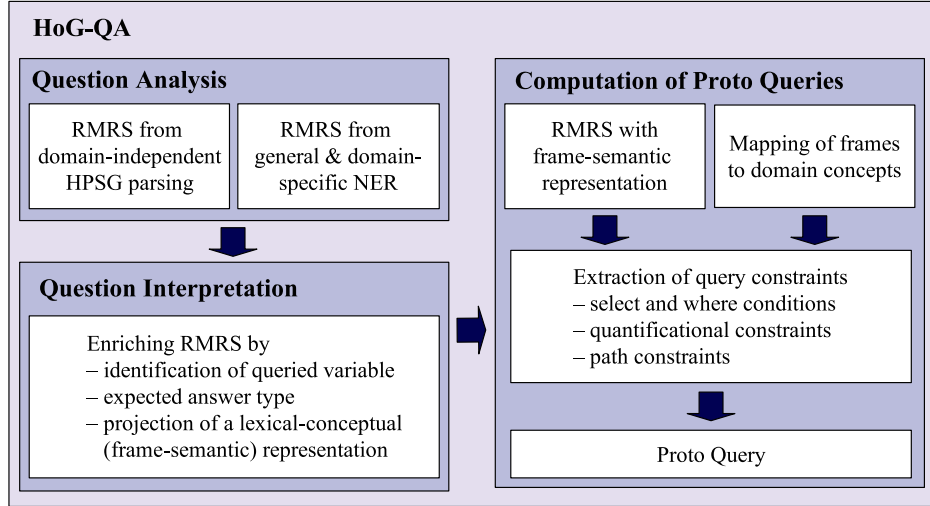 HoG-QA
Question Analysis
RMRS from
domain-independent
HPSG parsing
RMRS from
general & domain-
specific NER
Question Interpretation
Enriching RMRS by
– identification of queried variable
– expected answer type
– projection of a lexical-conceptual
(frame-semantic) representation
Computation of Proto Queries
RMRS with
frame-semantic
representation
Mapping of frames
to domain concepts
Extraction of query constraints
– select and where conditions
– quantificational constraints
– path constraints
Proto Query